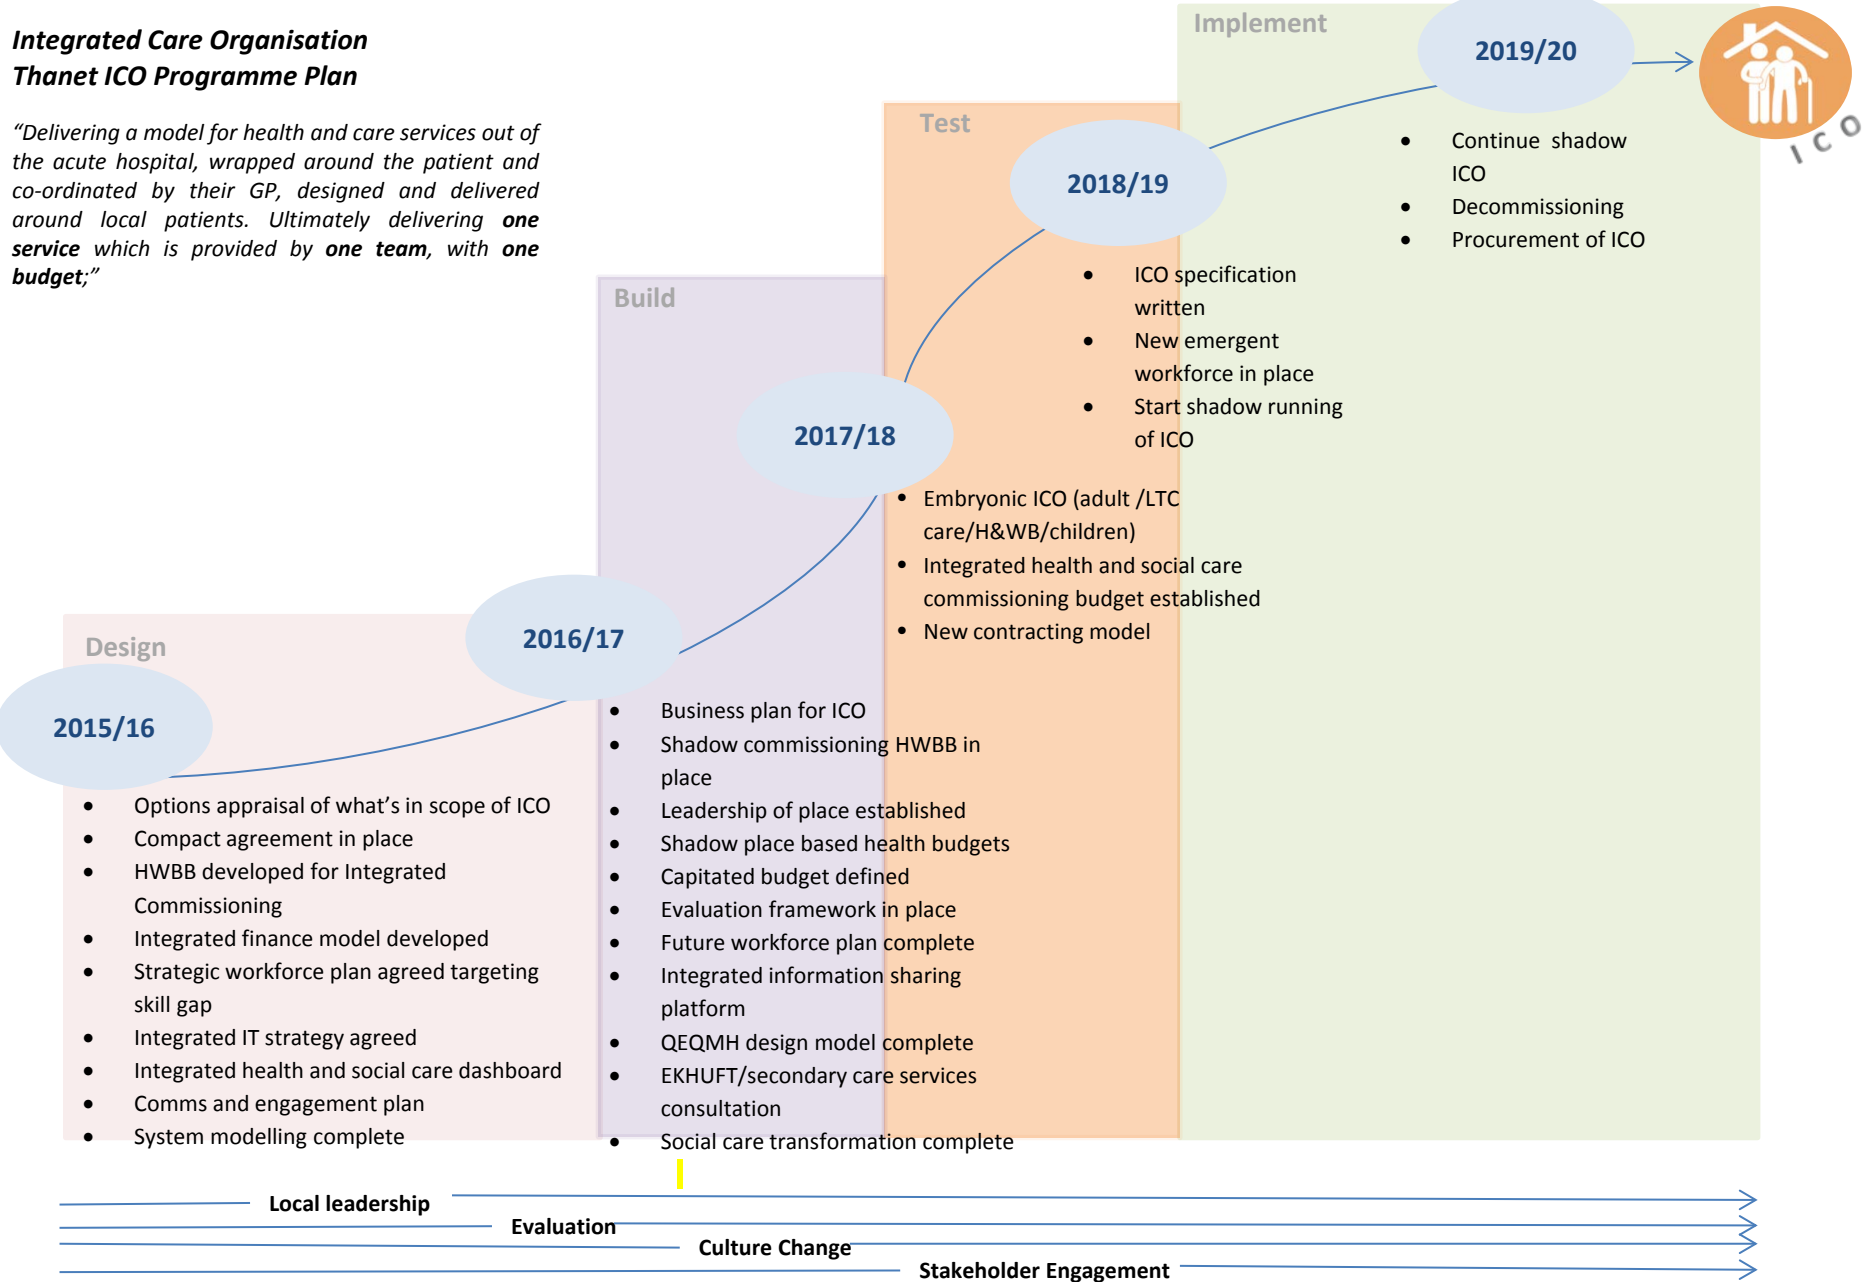 Integrated Care Organisation
Thanet ICO Programme Plan
“Delivering a model for health and care services out of
the acute hospital, wrapped around the patient and
co-ordinated by their GP, designed and delivered
around local patients. Ultimately delivering one
service which is provided by one team, with one
budget;”
Design
2015/16
• Options appraisal of what’s in scope of ICO
• Compact agreement in place
• HWBB developed for Integrated
Commissioning
• Integrated finance model developed
• Strategic workforce plan agreed targeting
skill gap
• Integrated IT strategy agreed
• Integrated health and social care dashboard
• Comms and engagement plan
• System modelling complete
Build
2016/17
• Business plan for ICO
• Shadow commissioning HWBB in
place
• Leadership of place established
• Shadow place based health budgets
• Capitated budget defined
• Evaluation framework in place
• Future workforce plan complete
• Integrated information sharing
platform
• QEQMH design model complete
• EKHUFT/secondary care services
consultation
• Social care transformation complete
Test
2017/18
• Embryonic ICO (adult /LTC
care/H&WB/children)
• Integrated health and social care
commissioning budget established
• New contracting model
2018/19
• ICO specification
written
• New emergent
workforce in place
• Start shadow running
of ICO
Implement
2019/20
• Continue shadow
ICO
• Decommissioning
• Procurement of ICO
ICO
Local leadership
Evaluation
Culture Change
Stakeholder Engagement